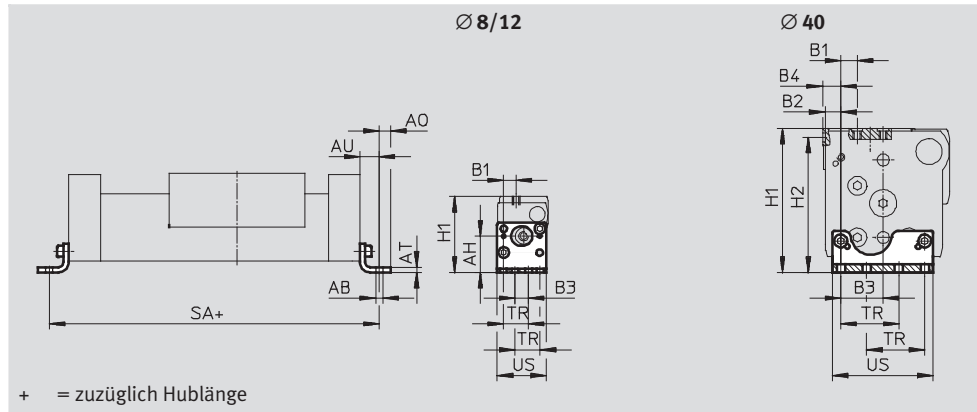 Ø 8/12
Ø 40
B1
B4
B2
AO
AU
B1
H1
H2
H1
AH
AT
AB
B3
B3
SA+
TR
TR
TR
TR
US
US
+ = zuzüglich Hublänge